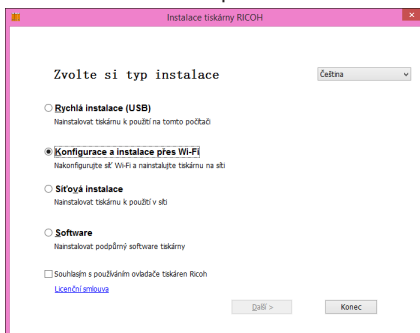 Instalace tiskárny RICOH
Zvolte si typ instalace
Čeština
Rychlá instalace (USB)
Nainstalovat tiskárnu k použití na tomto počítači
Konfigurace a instalace přes Wi-Fi
Nakonfigurujte síť Wi-Fi a nainstalujte tiskárnu na síti
Síťová instalace
Nainstalovat tiskárnu k použití v síti
Software
Nainstalovat podpůrný software tiskárny
Souhlasím s používáním ovladače tiskáren Ricoh
Licenční smlouva
Další >
Konec